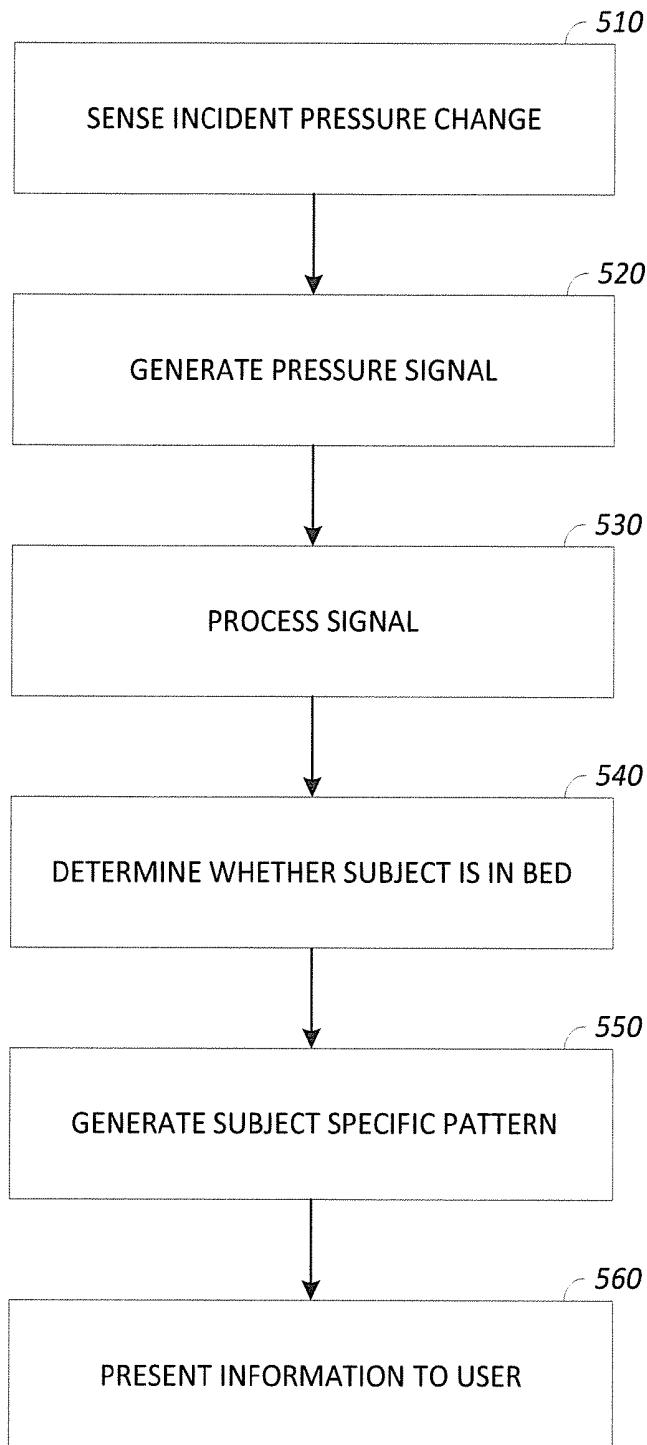 510
SENSE INCIDENT PRESSURE CHANGE
520
GENERATE PRESSURE SIGNAL
530
PROCESS SIGNAL
540
DETERMINE WHETHER SUBJECT IS IN BED
550
GENERATE SUBJECT SPECIFIC PATTERN
560
PRESENT INFORMATION TO USER